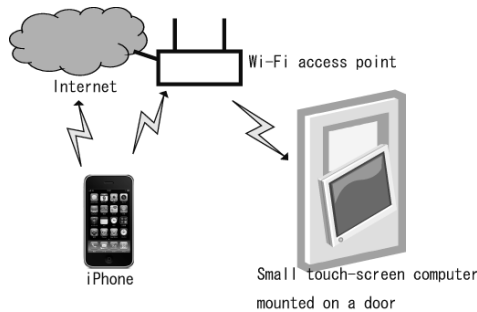 Wi-Fi access point
Internet
iPhone
Small touch-screen computer
mounted on a door